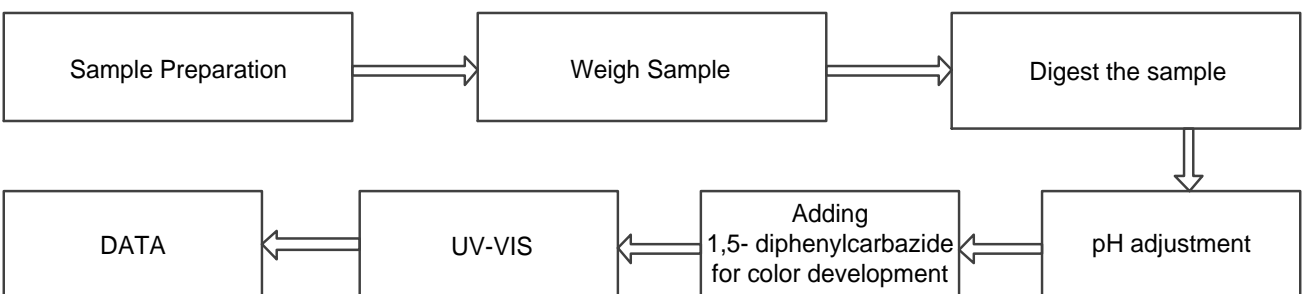 Sample Preparation
Weigh Sample
Digest the sample
pH adjustment
Adding
1,5- diphenylcarbazide
for color development
UV-VIS
DATA